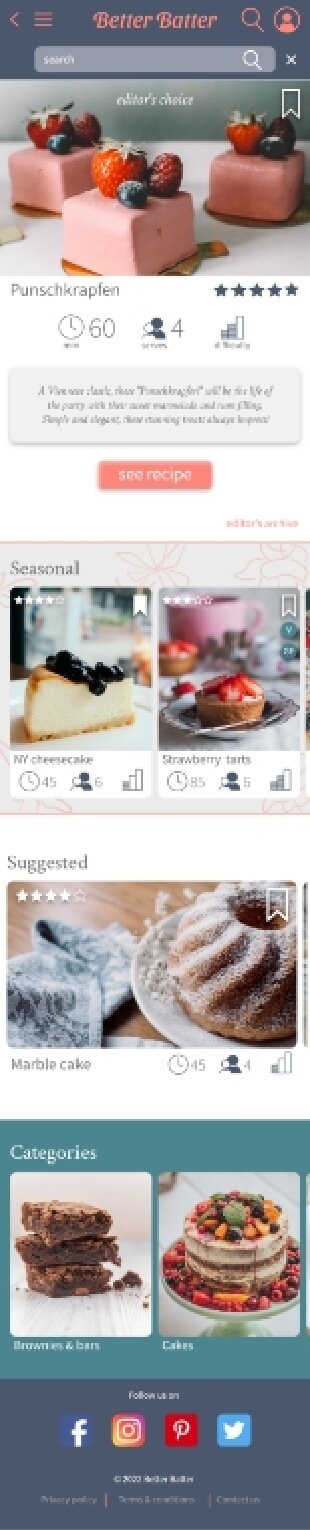 Better Batter
search
editor's choice
Punschkrapfen
60
4
min
serves
difficulty
A Viennese classic, these "Punschkrapferl" will be the life of
the party with their sweet marmelade and rum filling.
Simple and elegant, these stunning treats always impress!
see recipe
editor's archive
Seasonal
V
NY cheesecake
Strawberry tarts
45
6
85
6
Suggested
Marble cake
45
4
Categories
Brownies & bars
Cakes
Follow us on
© 2022 Better Batter
Privacy policy
Terms & conditions
Contact us